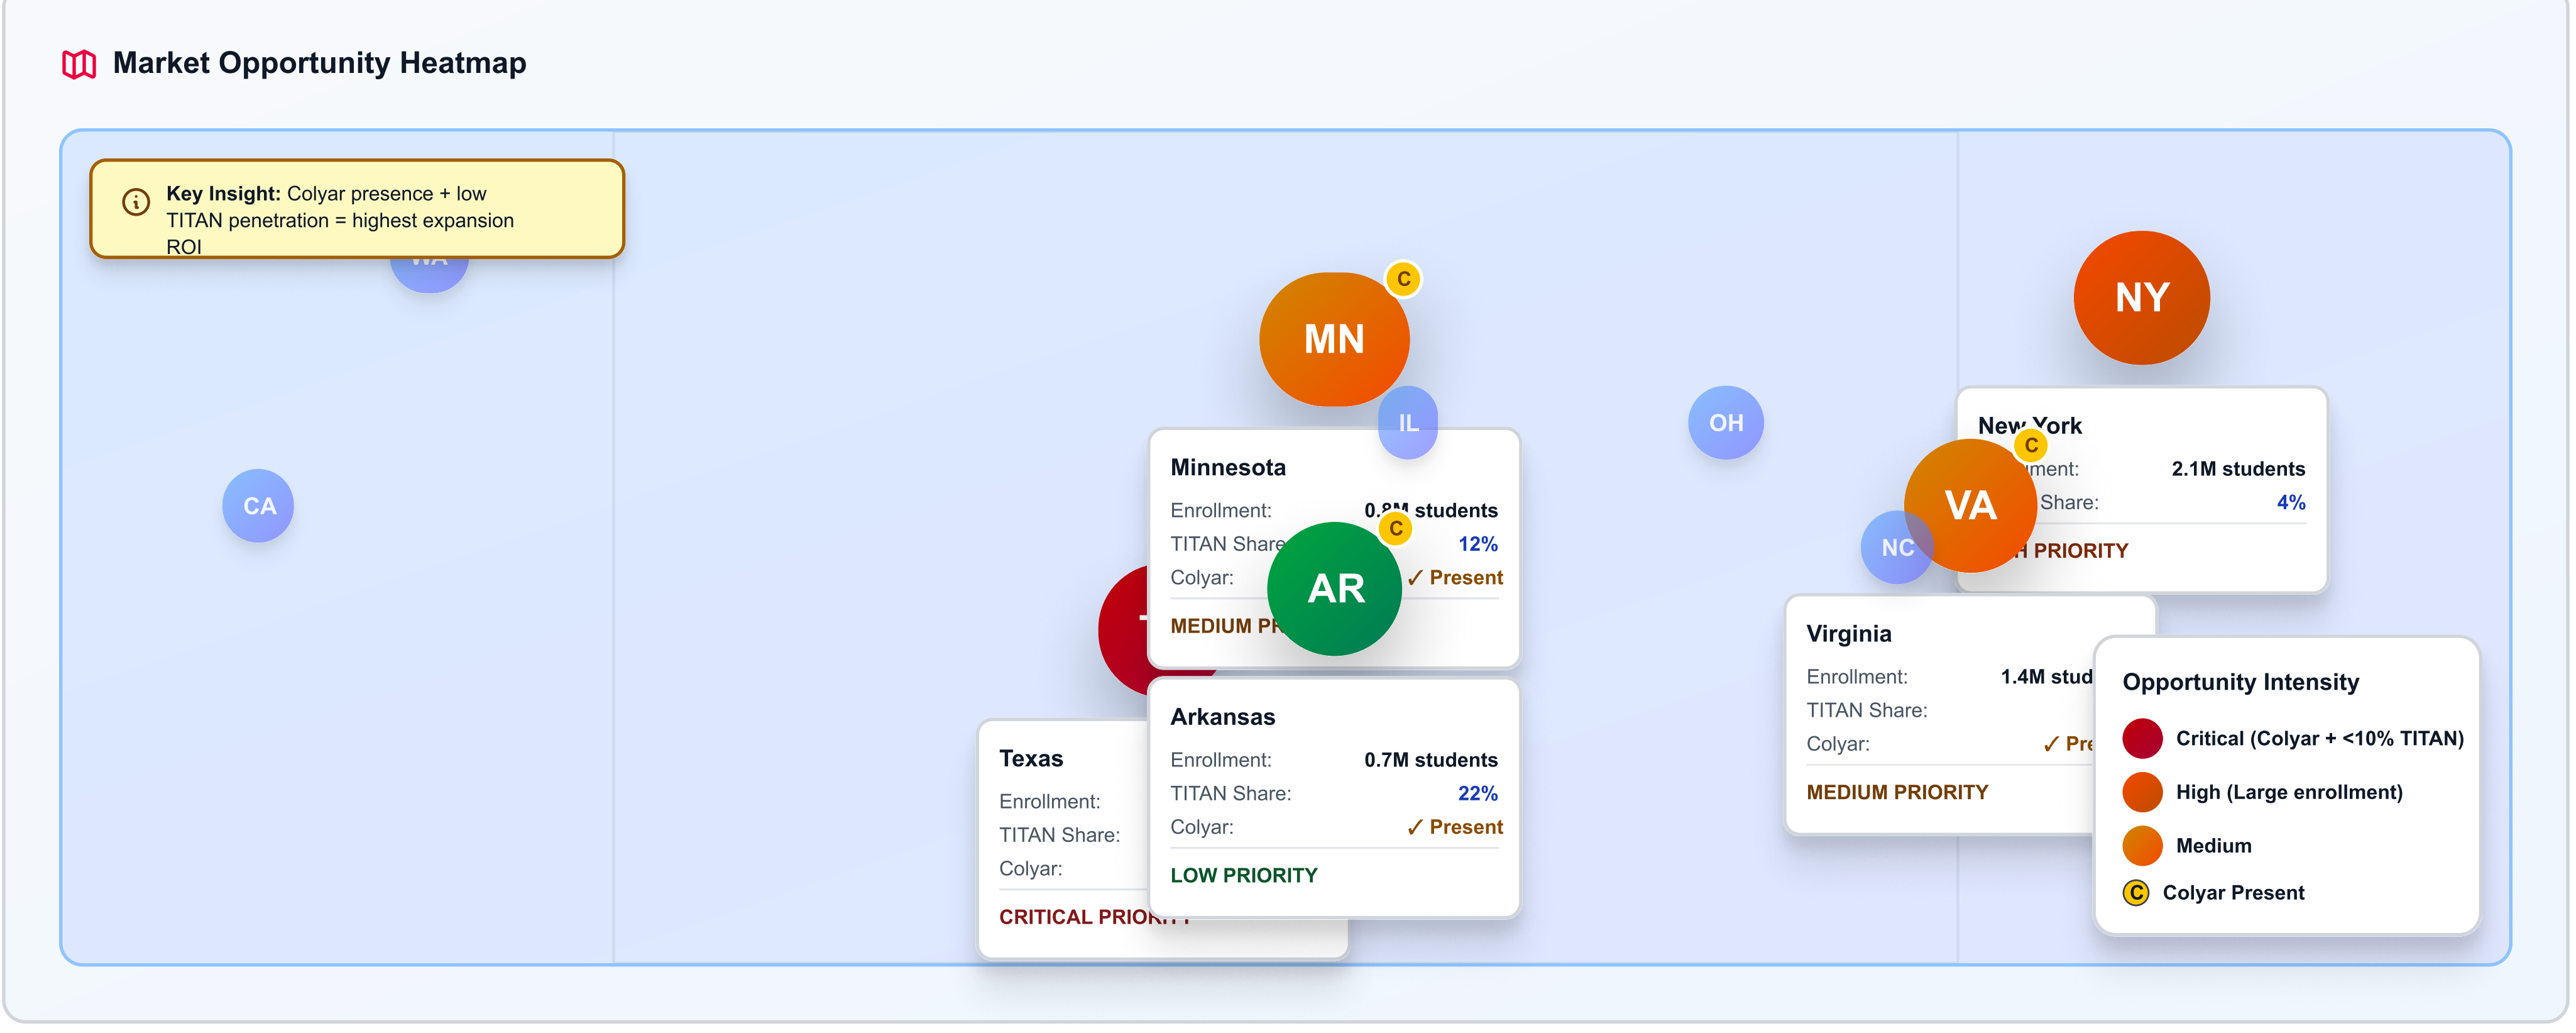 Market Opportunity Heatmap
Key Insight: Colyar presence + low
TITAN penetration = highest expansion
ROI
WA
CA
MN
C
IL
OH
NY
Minnesota
Enrollment: 0.8M students
TITAN Share 12%
Colyar: ✓ Present
MEDIUM
AR
C
New York
2.1M students
Share: 4%
PRIORITY
VA
C
NC
Texas
Enrollment:
TITAN Share:
Colyar:
CRITICAL PRIORITY
Arkansas
Enrollment: 0.7M students
TITAN Share: 22%
Colyar: ✓ Present
LOW PRIORITY
Virginia
Enrollment: 1.4M
TITAN Share:
Colyar: ✓
MEDIUM PRIORITY
Opportunity Intensity
Critical (Colyar + <10% TITAN)
High (Large enrollment)
Medium
C Colyar Present